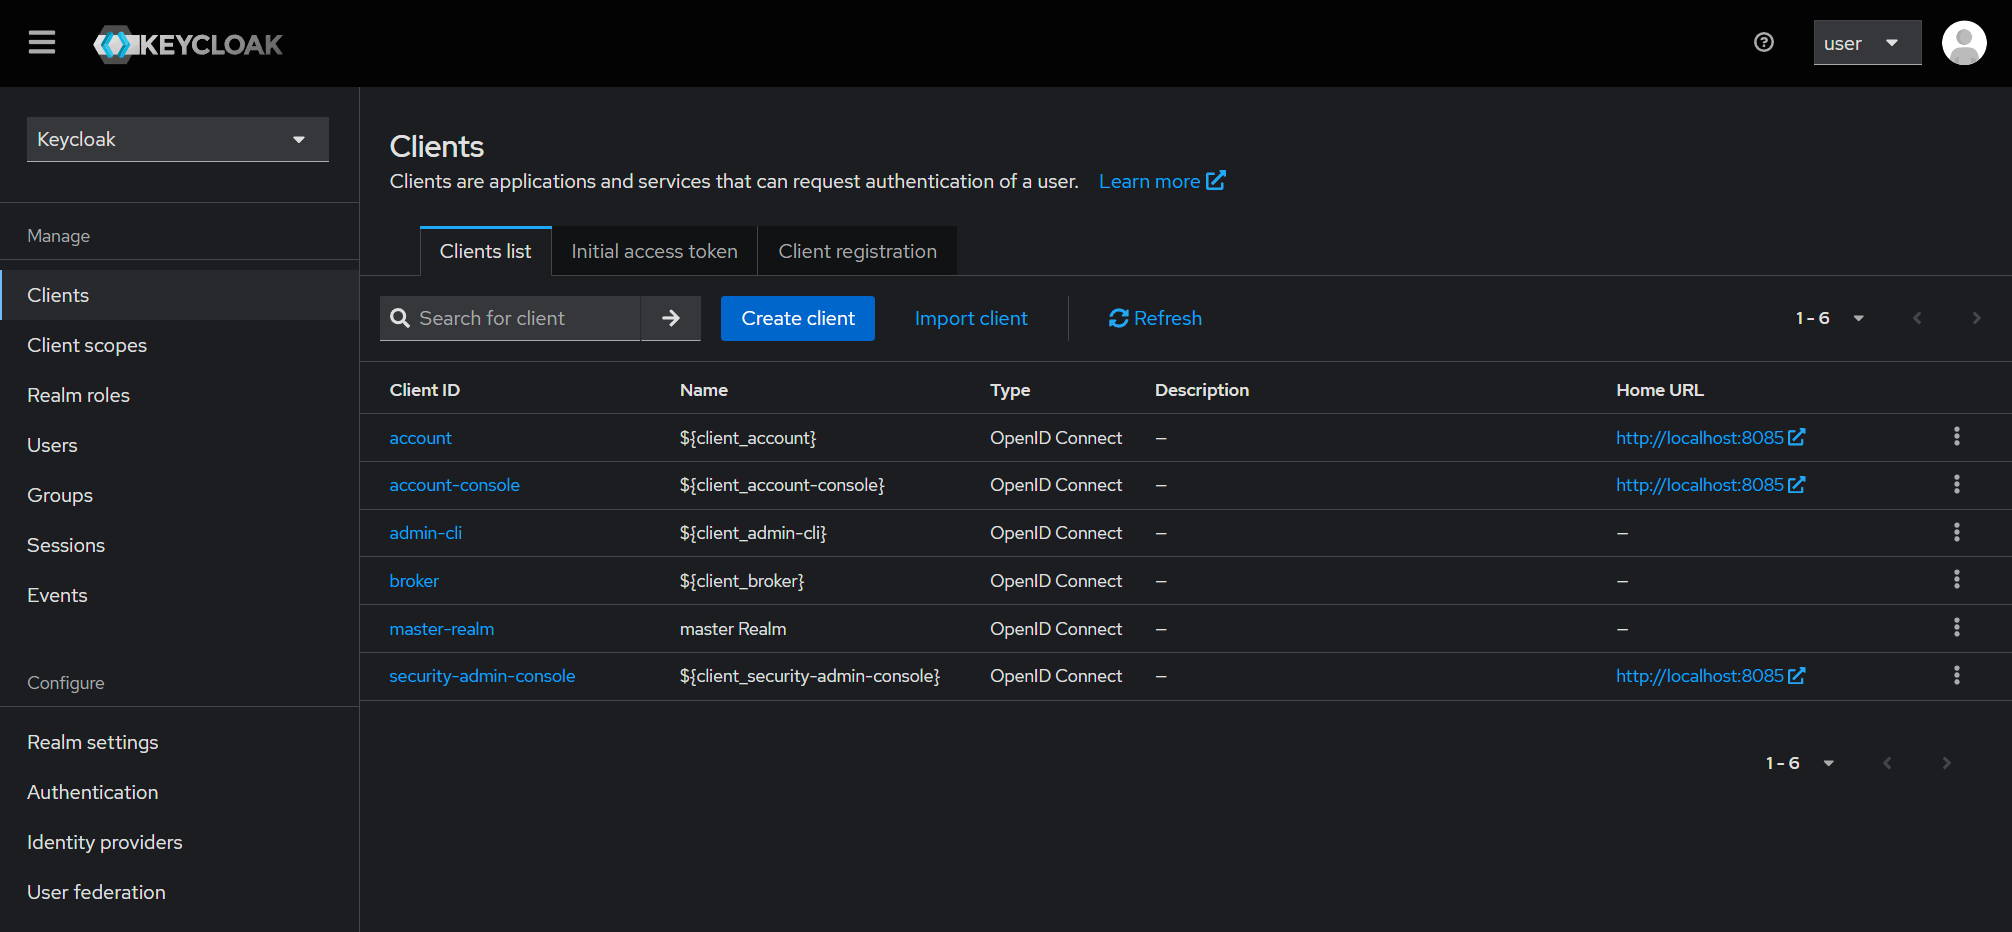 KEYCLOAK
user
Keycloak
Manage
Clients
Client scopes
Realm roles
Users
Groups
Sessions
Events
Configure
Realm settings
Authentication
Identity providers
User federation
Clients
Clients are applications and services that can request authentication of a user. Learn more
Clients list Initial access token Client registration
Search for client Create client Import client Refresh 1 - 6
Client ID Name Type Description Home URL
account ${client_account} OpenID Connect – http://localhost:8085
account-console ${client_account-console} OpenID Connect – http://localhost:8085
admin-cli ${client_admin-cli} OpenID Connect – –
broker ${client_broker} OpenID Connect – –
master-realm master Realm OpenID Connect – –
security-admin-console ${client_security-admin-console} OpenID Connect – http://localhost:8085
1 - 6